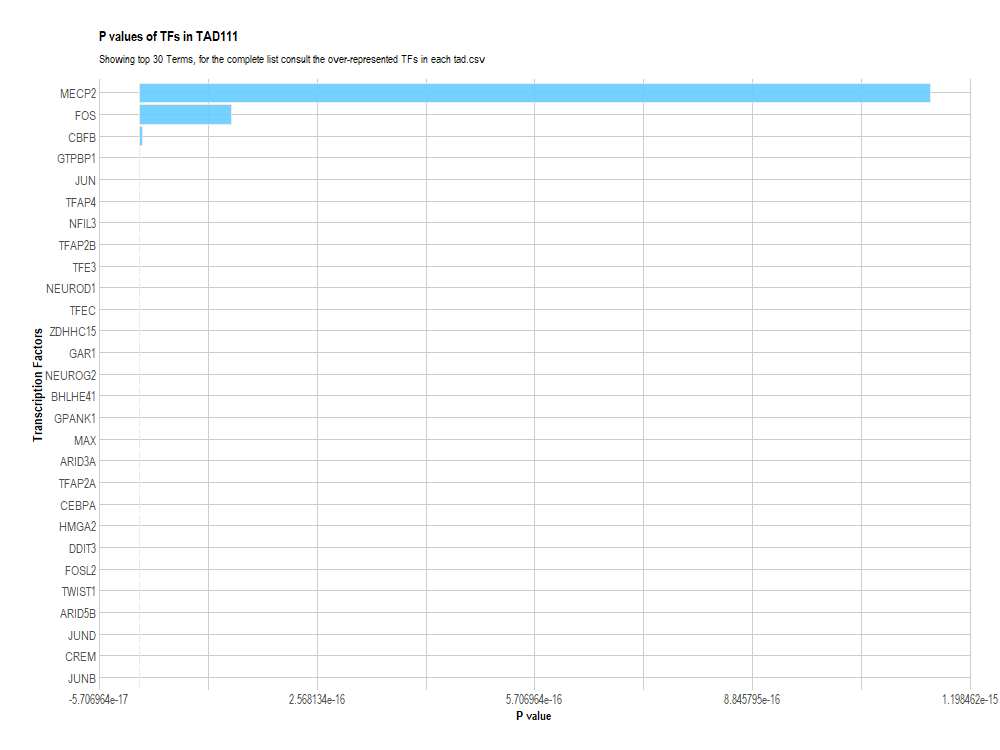 P values of TFs in TAD111
Showing top 30 Terms, for the complete list consult the over-represented TFs in each tad.csv
MECP2
FOS
CBFB
GTPBP1
JUN
TFAP4
NFIL3
TFAP2B
TFE3
NEUROD1
TFEC
ZDHHC15
GAR1
NEUROG2
BHLHE41
GPANK1
MAX
ARID3A
TFAP2A
CEBPA
HMGA2
DDIT3
FOSL2
TWIST1
ARID5B
JUND
CREM
JUNB
Transcription Factors
-5.706964e-17 2.568134e-16 5.706964e-16 8.845795e-16 1.198462e-15
P value